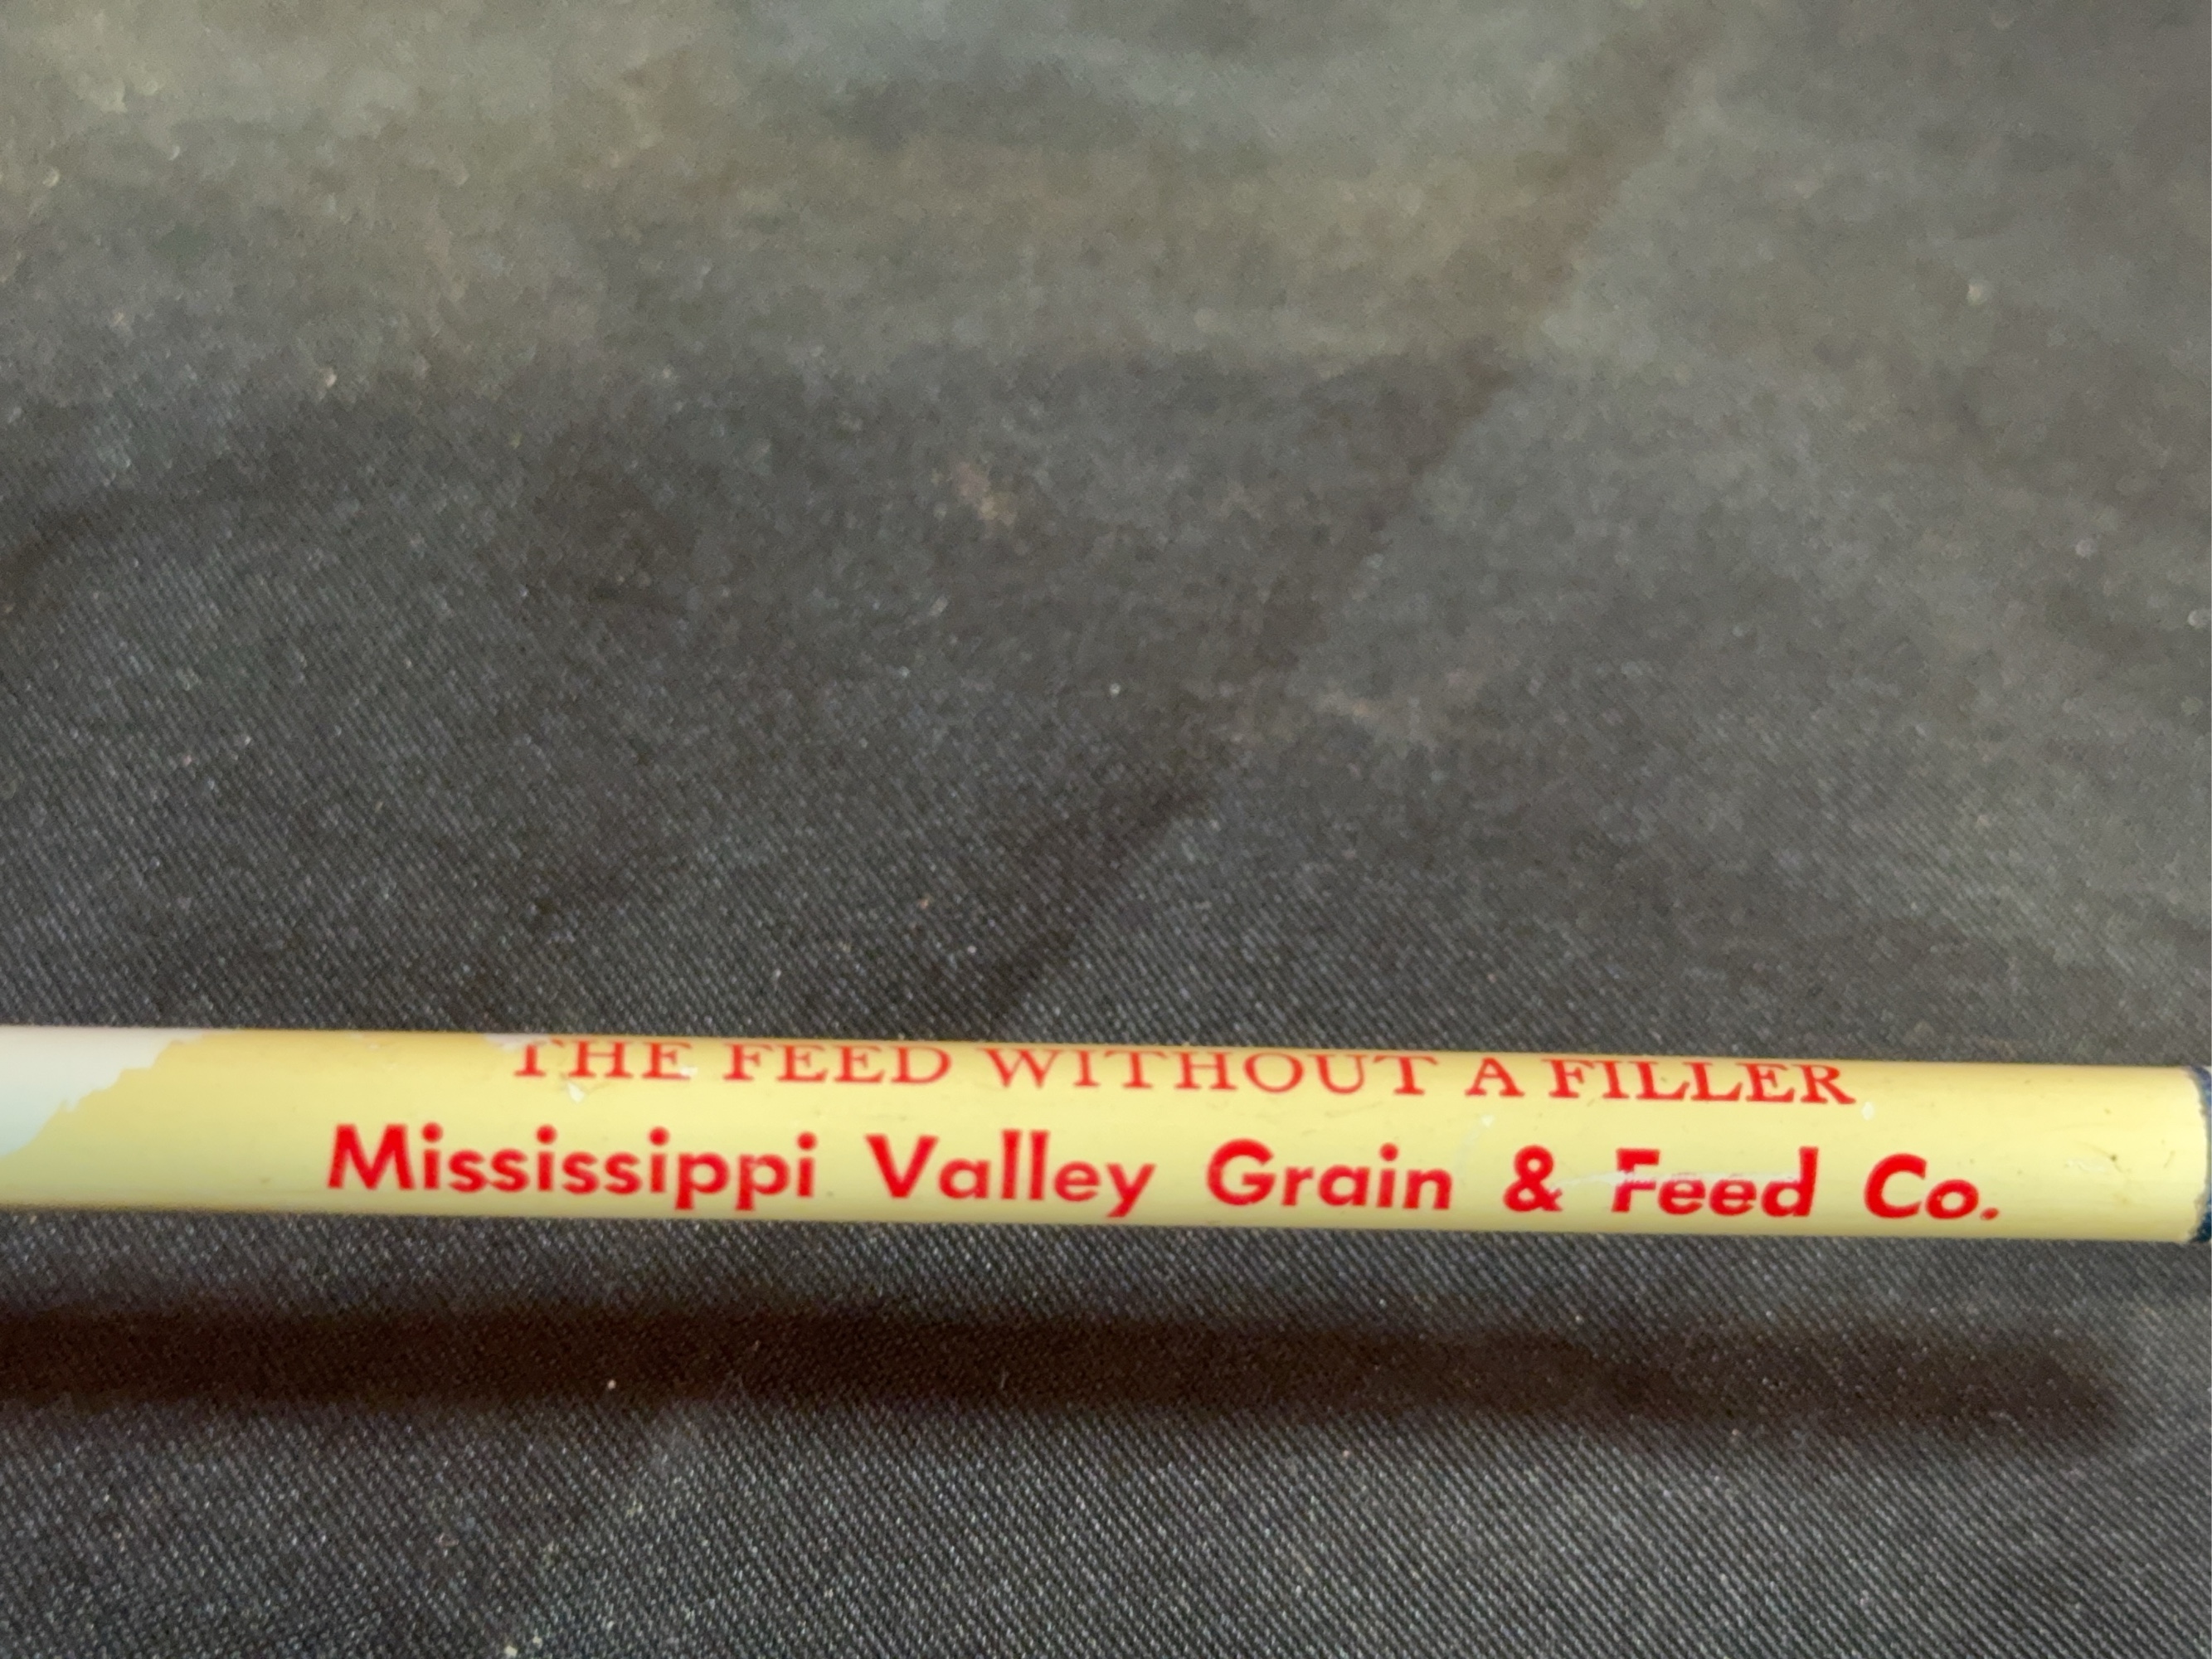 THE FEED WITHOUT A FILLER
Mississippi Valley Grain & Feed Co.